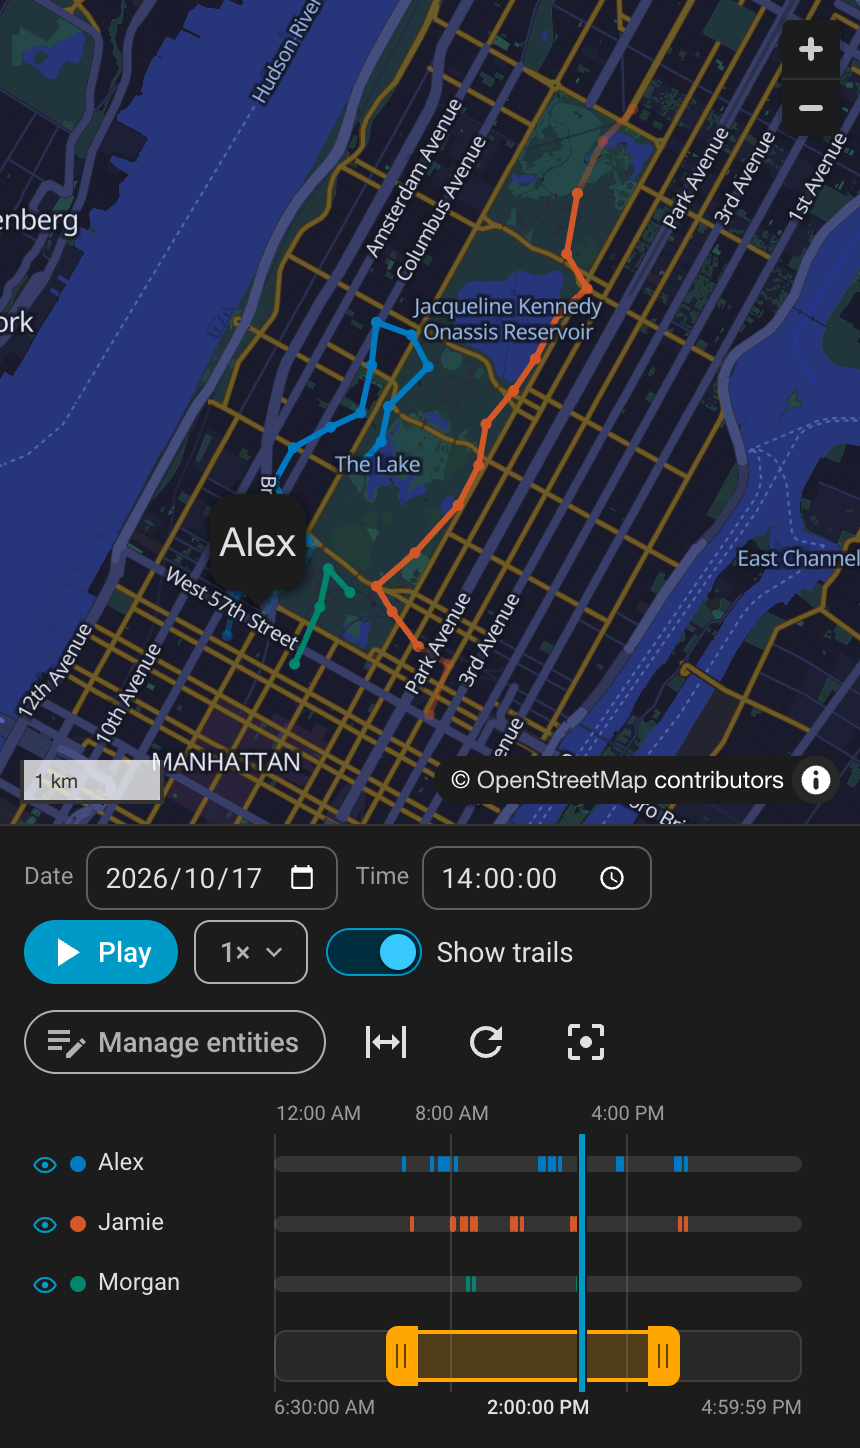 Hudson River
enberg
ork
Amsterdam Avenue
Columbus Avenue
Park Avenue
3rd Avenue
1st Avenue
Jacqueline Kennedy
Onassis Reservoir
The Lake
Br
Alex
West 57th Street
East Channel
Park Avenue
3rd Avenue
12th Avenue
10th Avenue
enue
MANHATTAN
1 km
© OpenStreetMap contributors
Date 2026/10/17 Time 14:00:00
Play 1× Show trails
Manage entities
12:00 AM 8:00 AM 4:00 PM
Alex
Jamie
Morgan
6:30:00 AM 2:00:00 PM 4:59:59 PM